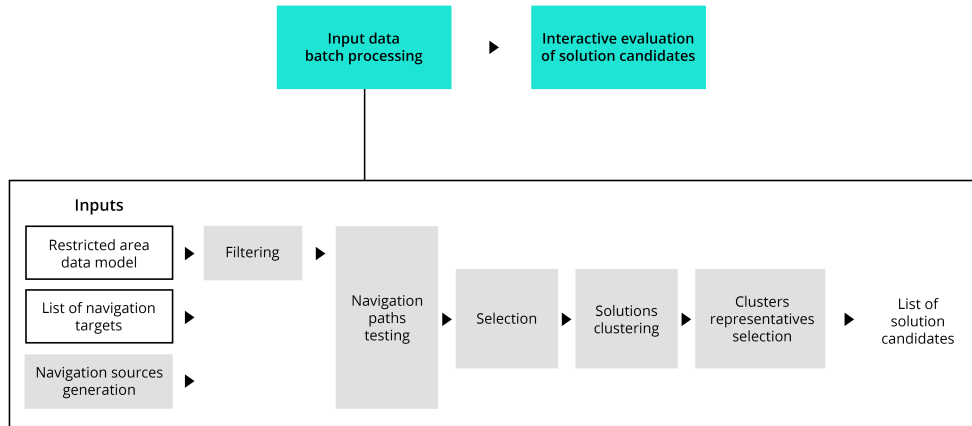 Input data
batch processing
Interactive evaluation
of solution candidates
Inputs
Restricted area
data model
Filtering
List of navigation
targets
Navigation sources
generation
Navigation
paths
testing
Selection
Solutions
clustering
Clusters
representatives
selection
List of
solution
candidates